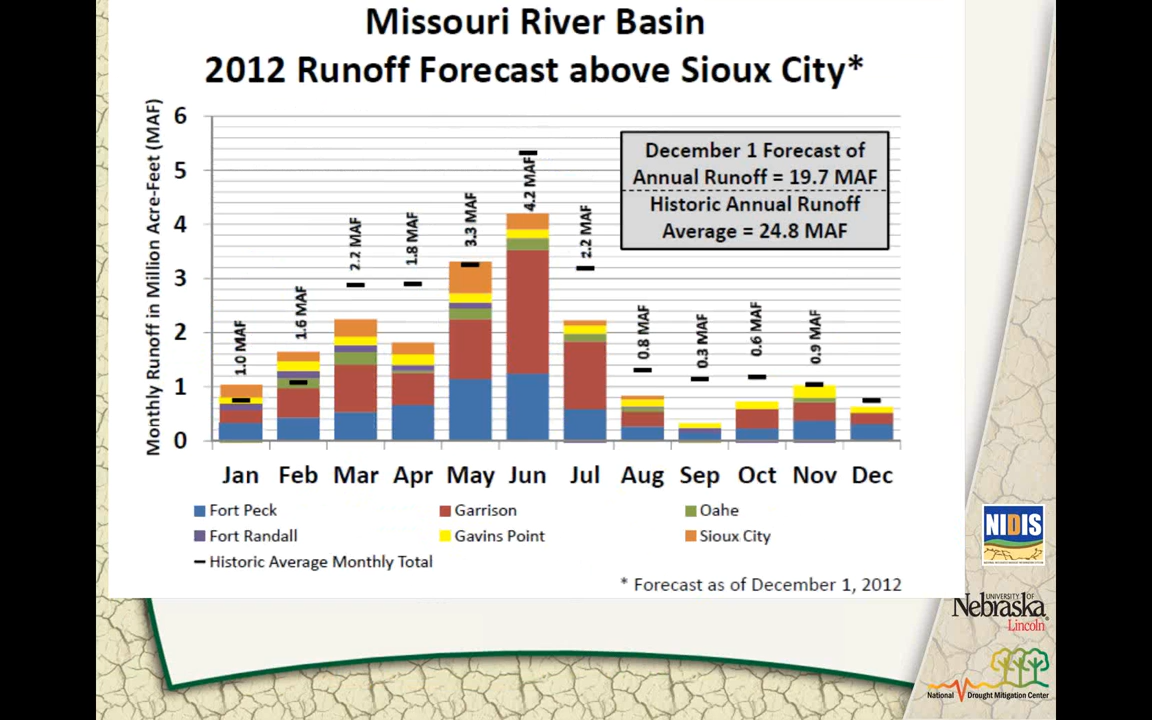 Missouri River Basin
2012 Runoff Forecast above Sioux City*
Monthly Runoff in Million Acre-Feet (MAF)
6
5
4
3
2
1
0
1.0 MAF
1.6 MAF
2.2 MAF
1.8 MAF
3.3 MAF
4.2 MAF
2.2 MAF
0.8 MAF
0.3 MAF
0.6 MAF
0.9 MAF
December 1 Forecast of
Annual Runoff = 19.7 MAF
Historic Annual Runoff
Average = 24.8 MAF
Jan Feb Mar Apr May Jun Jul Aug Sep Oct Nov Dec
Fort Peck Garrison Oahe
Fort Randall Gavins Point Sioux City
Historic Average Monthly Total
* Forecast as of December 1, 2012
NIDIS
UNIVERSITY OF
Nebraska
Lincoln
National Drought Mitigation Center